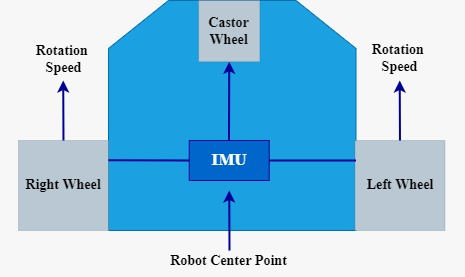 Castor
Wheel
Rotation
Speed
Rotation
Speed
IMU
Right Wheel
Left Wheel
Robot Center Point